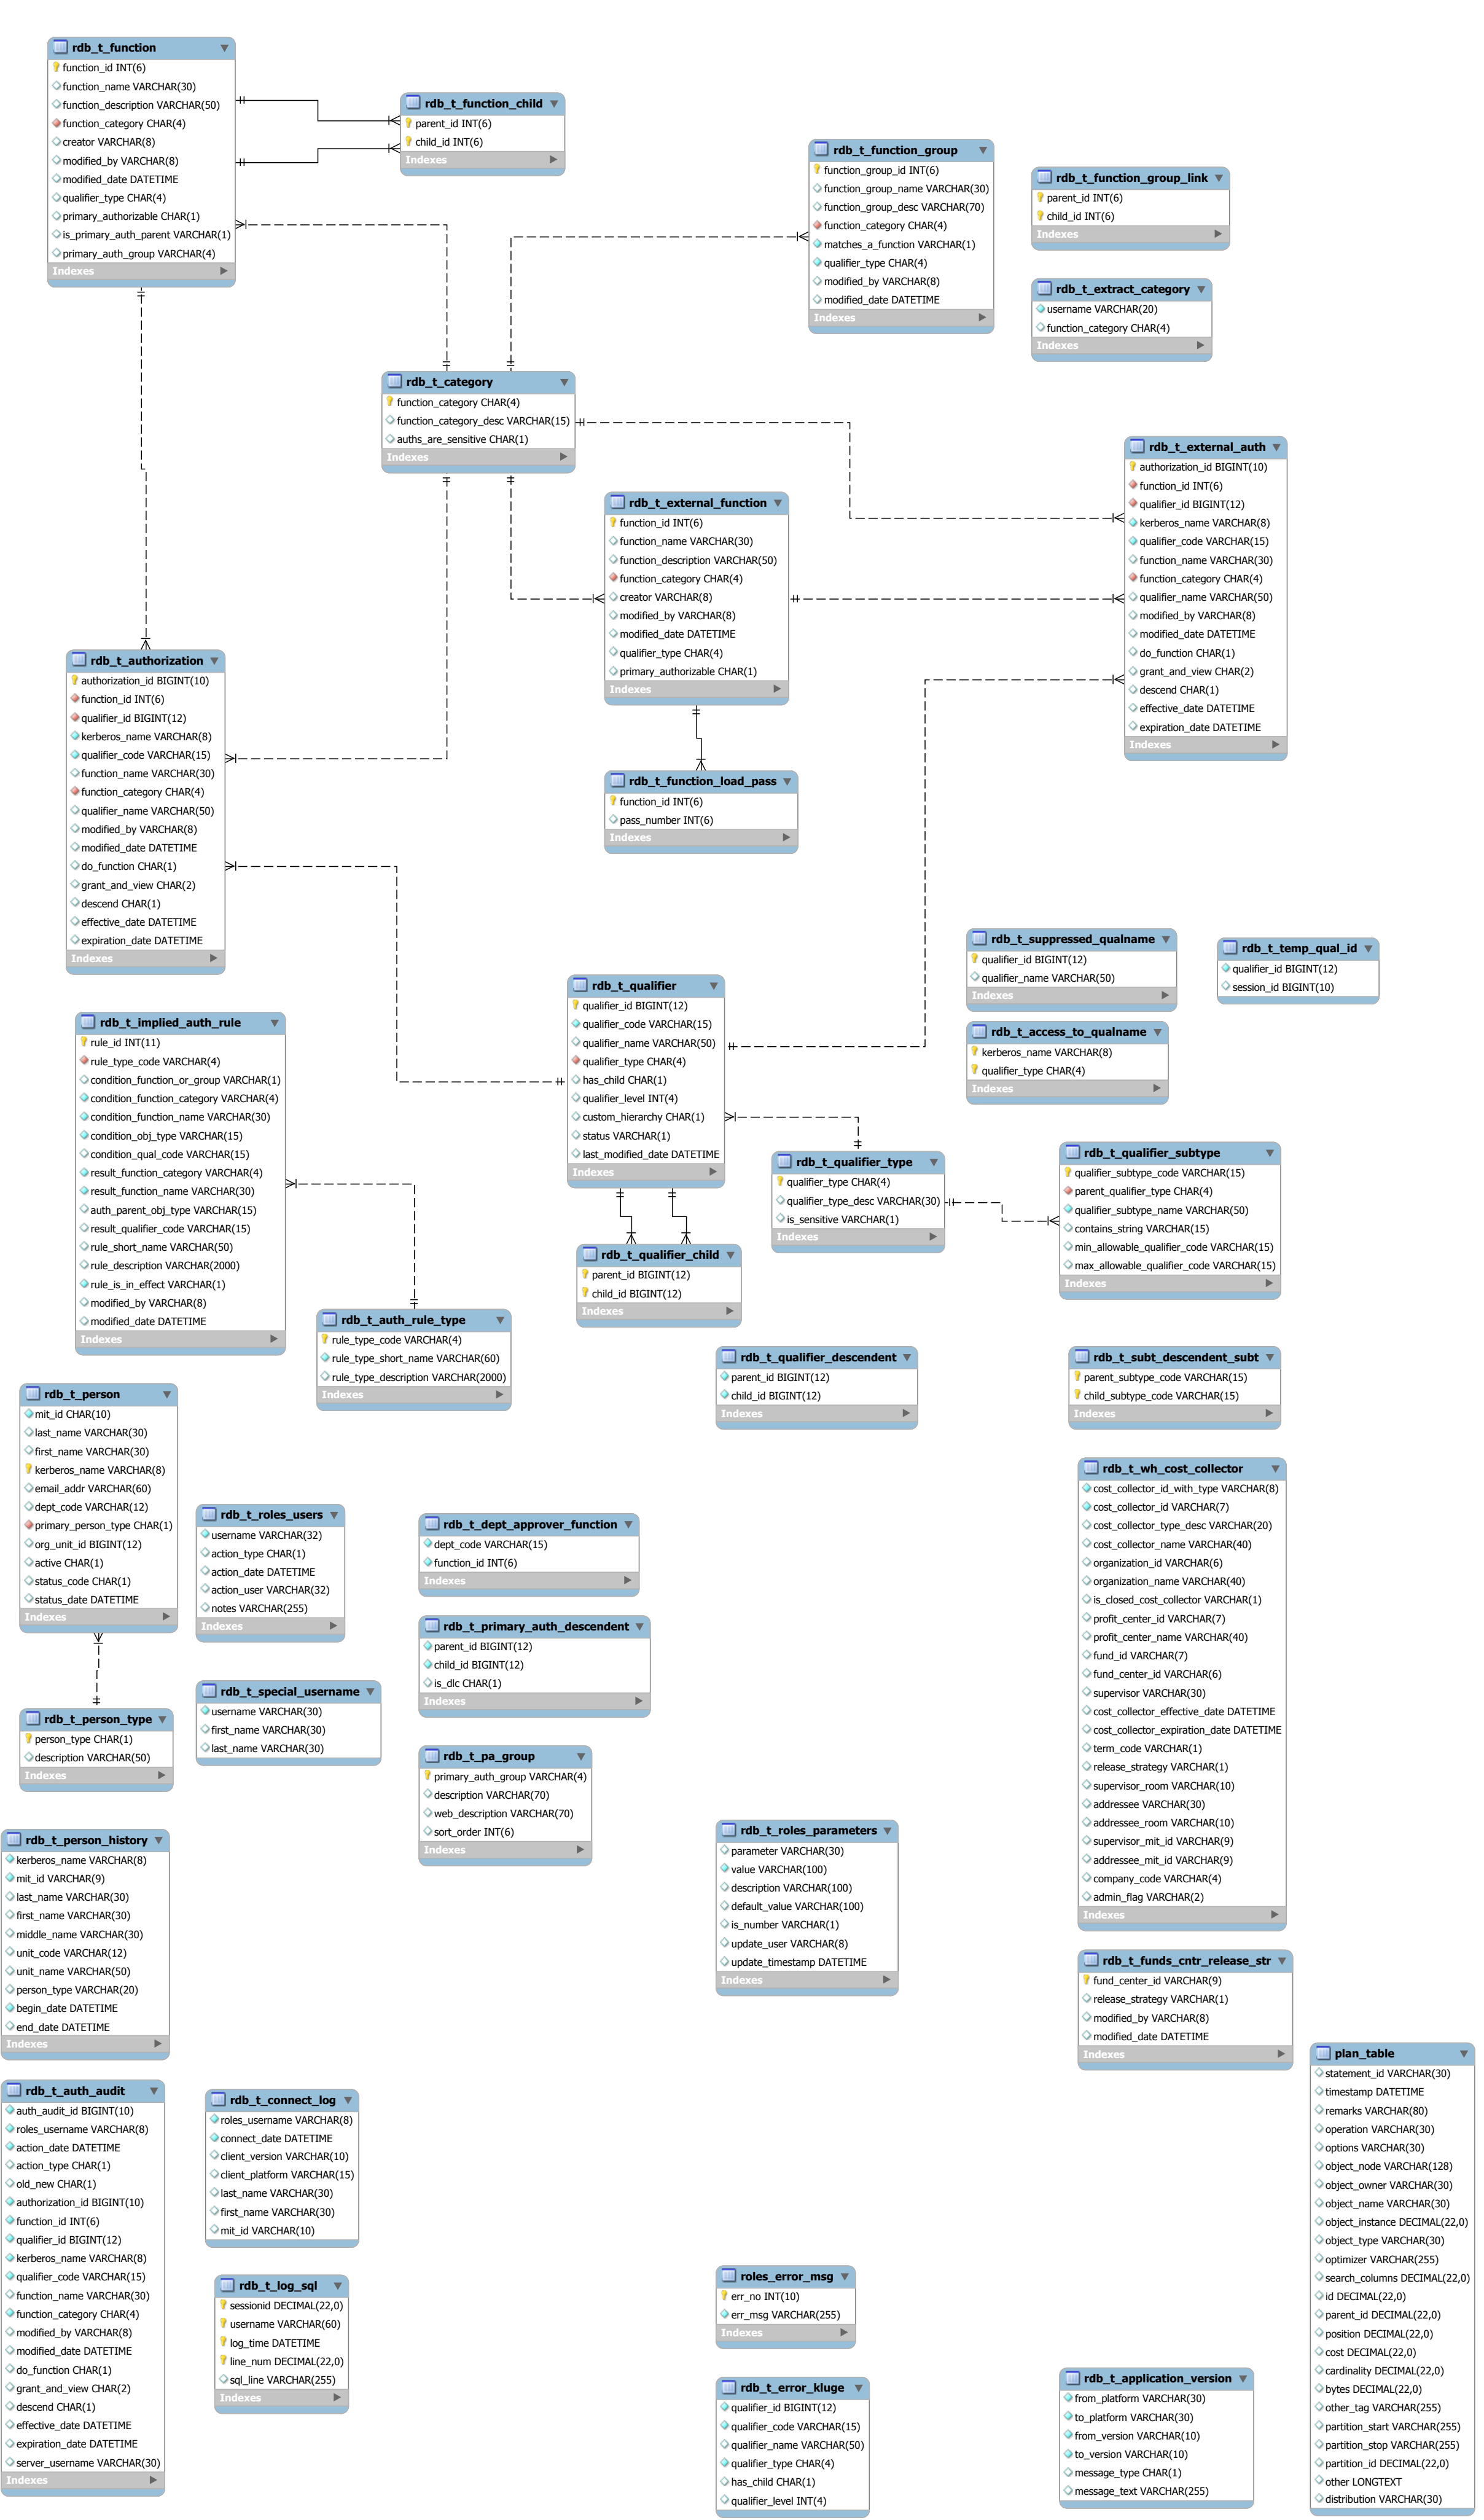 rdb_t_function
function_id INT(6)
function_name VARCHAR(30)
function_description VARCHAR(50)
function_category CHAR(4)
creator VARCHAR(8)
modified_by VARCHAR(8)
modified_date DATETIME
qualifier_type CHAR(4)
primary_authorizable CHAR(1)
is_primary_auth_parent VARCHAR(1)
primary_auth_group VARCHAR(4)
Indexes
rdb_t_function_child
parent_id INT(6)
child_id INT(6)
Indexes
rdb_t_function_group
function_group_id INT(6)
function_group_name VARCHAR(30)
function_group_desc VARCHAR(70)
function_category CHAR(4)
matches_a_function VARCHAR(1)
qualifier_type CHAR(4)
modified_by VARCHAR(8)
modified_date DATETIME
Indexes
rdb_t_function_group_link
parent_id INT(6)
child_id INT(6)
Indexes
rdb_t_extract_category
username VARCHAR(20)
function_category CHAR(4)
Indexes
rdb_t_category
function_category CHAR(4)
function_category_desc VARCHAR(15)
auths_are_sensitive CHAR(1)
Indexes
rdb_t_external_function
function_id INT(6)
function_name VARCHAR(30)
function_description VARCHAR(50)
function_category CHAR(4)
creator VARCHAR(8)
modified_by VARCHAR(8)
modified_date DATETIME
qualifier_type CHAR(4)
primary_authorizable CHAR(1)
Indexes
rdb_t_external_auth
authorization_id BIGINT(10)
function_id INT(6)
qualifier_id BIGINT(12)
kerberos_name VARCHAR(8)
qualifier_code VARCHAR(15)
function_name VARCHAR(30)
function_category CHAR(4)
qualifier_name VARCHAR(50)
modified_by VARCHAR(8)
modified_date DATETIME
do_function CHAR(1)
grant_and_view CHAR(2)
descend CHAR(1)
effective_date DATETIME
expiration_date DATETIME
Indexes
rdb_t_authorization
authorization_id BIGINT(10)
function_id INT(6)
qualifier_id BIGINT(12)
kerberos_name VARCHAR(8)
qualifier_code VARCHAR(15)
function_name VARCHAR(30)
function_category CHAR(4)
qualifier_name VARCHAR(50)
modified_by VARCHAR(8)
modified_date DATETIME
do_function CHAR(1)
grant_and_view CHAR(2)
descend CHAR(1)
effective_date DATETIME
expiration_date DATETIME
Indexes
rdb_t_function_load_pass
function_id INT(6)
pass_number INT(6)
Indexes
rdb_t_suppressed_qualname
qualifier_id BIGINT(12)
qualifier_name VARCHAR(50)
Indexes
rdb_t_temp_qual_id
qualifier_id BIGINT(12)
session_id BIGINT(10)
rdb_t_access_to_qualname
kerberos_name VARCHAR(8)
qualifier_type CHAR(4)
Indexes
rdb_t_qualifier
qualifier_id BIGINT(12)
qualifier_code VARCHAR(15)
qualifier_name VARCHAR(50)
qualifier_type CHAR(4)
has_child CHAR(1)
qualifier_level INT(4)
custom_hierarchy CHAR(1)
status VARCHAR(1)
last_modified_date DATETIME
Indexes
rdb_t_implied_auth_rule
rule_id INT(11)
rule_type_code VARCHAR(4)
condition_function_or_group VARCHAR(1)
condition_function_category VARCHAR(4)
condition_function_name VARCHAR(30)
condition_obj_type VARCHAR(15)
condition_qual_code VARCHAR(15)
result_function_category VARCHAR(4)
result_function_name VARCHAR(30)
auth_parent_obj_type VARCHAR(15)
result_qualifier_code VARCHAR(15)
rule_short_name VARCHAR(50)
rule_description VARCHAR(2000)
rule_is_in_effect VARCHAR(1)
modified_by VARCHAR(8)
modified_date DATETIME
Indexes
rdb_t_qualifier_type
qualifier_type CHAR(4)
qualifier_type_desc VARCHAR(30)
is_sensitive VARCHAR(1)
Indexes
rdb_t_qualifier_subtype
qualifier_subtype_code VARCHAR(15)
parent_qualifier_type CHAR(4)
qualifier_subtype_name VARCHAR(50)
contains_string VARCHAR(15)
min_allowable_qualifier_code VARCHAR(15)
max_allowable_qualifier_code VARCHAR(15)
Indexes
rdb_t_qualifier_child
parent_id BIGINT(12)
child_id BIGINT(12)
Indexes
rdb_t_auth_rule_type
rule_type_code VARCHAR(4)
rule_type_short_name VARCHAR(60)
rule_type_description VARCHAR(2000)
Indexes
rdb_t_qualifier_descendent
parent_id BIGINT(12)
child_id BIGINT(12)
Indexes
rdb_t_subt_descendent_subt
parent_subtype_code VARCHAR(15)
child_subtype_code VARCHAR(15)
Indexes
rdb_t_person
mit_id CHAR(10)
last_name VARCHAR(30)
first_name VARCHAR(30)
kerberos_name VARCHAR(8)
email_addr VARCHAR(60)
dept_code VARCHAR(12)
primary_person_type CHAR(1)
org_unit_id BIGINT(12)
active CHAR(1)
status_code CHAR(1)
status_date DATETIME
Indexes
rdb_t_roles_users
username VARCHAR(32)
action_type CHAR(1)
action_date DATETIME
action_user VARCHAR(32)
notes VARCHAR(255)
Indexes
rdb_t_dept_approver_function
dept_code VARCHAR(15)
function_id INT(6)
Indexes
rdb_t_wh_cost_collector
cost_collector_id_with_type VARCHAR(8)
cost_collector_id VARCHAR(7)
cost_collector_type_desc VARCHAR(20)
cost_collector_name VARCHAR(40)
organization_id VARCHAR(6)
organization_name VARCHAR(40)
is_closed_cost_collector VARCHAR(1)
profit_center_id VARCHAR(7)
profit_center_name VARCHAR(40)
fund_id VARCHAR(7)
fund_center_id VARCHAR(6)
supervisor VARCHAR(30)
cost_collector_effective_date DATETIME
cost_collector_expiration_date DATETIME
term_code VARCHAR(1)
release_strategy VARCHAR(1)
supervisor_room VARCHAR(10)
addressee VARCHAR(30)
addressee_room VARCHAR(10)
supervisor_mit_id VARCHAR(9)
addressee_mit_id VARCHAR(9)
company_code VARCHAR(4)
admin_flag VARCHAR(2)
Indexes
rdb_t_primary_auth_descendent
parent_id BIGINT(12)
child_id BIGINT(12)
is_dlc CHAR(1)
Indexes
rdb_t_special_username
username VARCHAR(30)
first_name VARCHAR(30)
last_name VARCHAR(30)
rdb_t_person_type
person_type CHAR(1)
description VARCHAR(50)
Indexes
rdb_t_pa_group
primary_auth_group VARCHAR(4)
description VARCHAR(70)
web_description VARCHAR(70)
sort_order INT(6)
Indexes
rdb_t_person_history
kerberos_name VARCHAR(8)
mit_id VARCHAR(9)
last_name VARCHAR(30)
first_name VARCHAR(30)
middle_name VARCHAR(30)
unit_code VARCHAR(12)
unit_name VARCHAR(50)
person_type VARCHAR(20)
begin_date DATETIME
end_date DATETIME
Indexes
rdb_t_roles_parameters
parameter VARCHAR(30)
value VARCHAR(100)
description VARCHAR(100)
default_value VARCHAR(100)
is_number VARCHAR(1)
update_user VARCHAR(8)
update_timestamp DATETIME
Indexes
rdb_t_funds_cntr_release_str
fund_center_id VARCHAR(9)
release_strategy VARCHAR(1)
modified_by VARCHAR(8)
modified_date DATETIME
Indexes
plan_table
statement_id VARCHAR(30)
timestamp DATETIME
remarks VARCHAR(80)
operation VARCHAR(30)
options VARCHAR(30)
object_node VARCHAR(128)
object_owner VARCHAR(30)
object_name VARCHAR(30)
object_instance DECIMAL(22,0)
object_type VARCHAR(30)
optimizer VARCHAR(255)
search_columns DECIMAL(22,0)
id DECIMAL(22,0)
parent_id DECIMAL(22,0)
position DECIMAL(22,0)
cost DECIMAL(22,0)
cardinality DECIMAL(22,0)
bytes DECIMAL(22,0)
other_tag VARCHAR(255)
partition_start VARCHAR(255)
partition_stop VARCHAR(255)
partition_id DECIMAL(22,0)
other LONGTEXT
distribution VARCHAR(30)
rdb_t_auth_audit
auth_audit_id BIGINT(10)
roles_username VARCHAR(8)
action_date DATETIME
action_type CHAR(1)
old_new CHAR(1)
authorization_id BIGINT(10)
function_id INT(6)
qualifier_id BIGINT(12)
kerberos_name VARCHAR(8)
qualifier_code VARCHAR(15)
function_name VARCHAR(30)
function_category CHAR(4)
modified_by VARCHAR(8)
modified_date DATETIME
do_function CHAR(1)
grant_and_view CHAR(2)
descend CHAR(1)
effective_date DATETIME
expiration_date DATETIME
server_username VARCHAR(30)
Indexes
rdb_t_connect_log
roles_username VARCHAR(8)
connect_date DATETIME
client_version VARCHAR(10)
client_platform VARCHAR(15)
last_name VARCHAR(30)
first_name VARCHAR(30)
mit_id VARCHAR(10)
rdb_t_log_sql
sessionid DECIMAL(22,0)
username VARCHAR(60)
log_time DATETIME
line_num DECIMAL(22,0)
sql_line VARCHAR(255)
Indexes
roles_error_msg
err_no INT(10)
err_msg VARCHAR(255)
Indexes
rdb_t_error_kluge
qualifier_id BIGINT(12)
qualifier_code VARCHAR(15)
qualifier_name VARCHAR(50)
qualifier_type CHAR(4)
has_child CHAR(1)
qualifier_level INT(4)
rdb_t_application_version
from_platform VARCHAR(30)
to_platform VARCHAR(30)
from_version VARCHAR(10)
to_version VARCHAR(10)
message_type CHAR(1)
message_text VARCHAR(255)